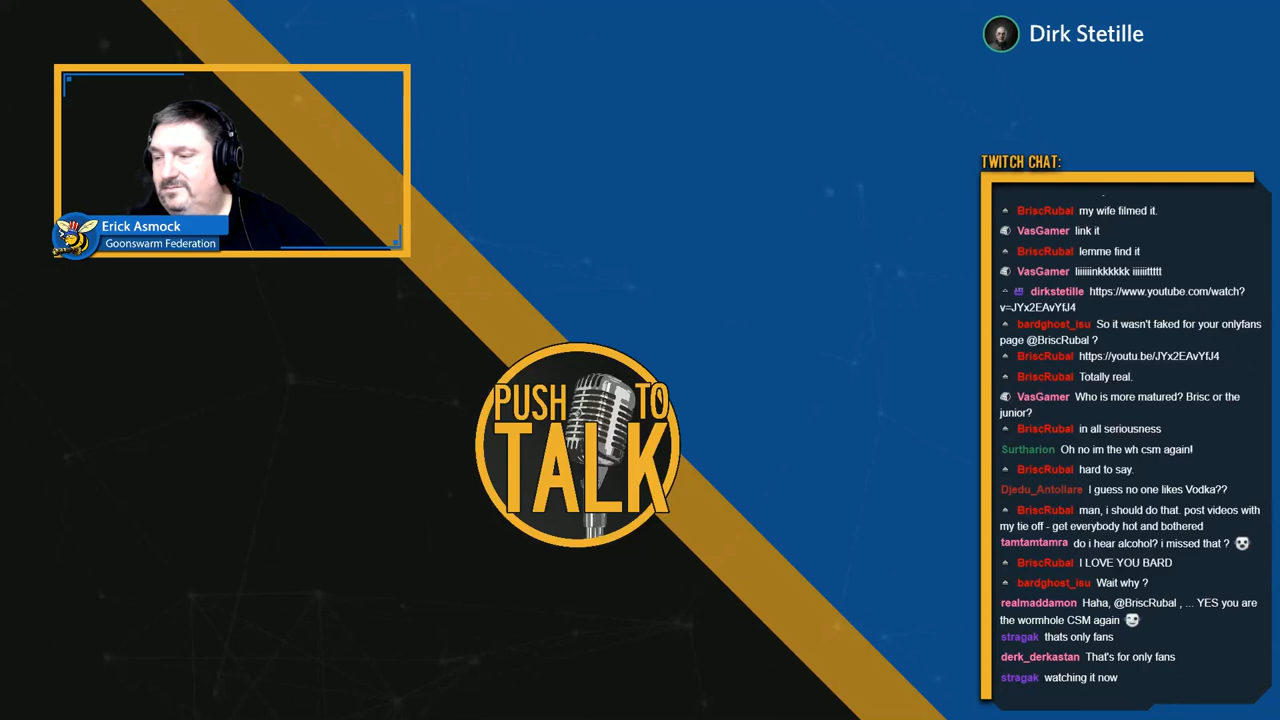 Dirk Stetille
Erick Asmock
Goonswarm Federation
PUSH TO
TALK
TWITCH CHAT:
BriscRubal my wife filmed it.
VasGamer link it
BriscRubal lemme find it
VasGamer liiiiiinkkkkkk iiiiiittttt
dirkstetille https://www.youtube.com/watch?
v=JYx2EAvYfJ4
bardghost_isu So it wasn't faked for your onlyfans
page @BriscRubal ?
BriscRubal https://youtu.be/JYx2EAvYfJ4
BriscRubal Totally real.
VasGamer Who is more matured? Brisc or the
junior?
BriscRubal in all seriousness
Surtharion Oh no im the wh csm again!
BriscRubal hard to say.
Djedu_Antollare I guess no one likes Vodka??
BriscRubal man, i should do that. post videos with
my tie off - get everybody hot and bothered
tamtamtamra do i hear alcohol? i missed that ?
BriscRubal I LOVE YOU BARD
bardghost_isu Wait why ?
realmaddamon Haha, @BriscRubal , ... YES you are
the wormhole CSM again
stragak thats only fans
derk_derkastan That's for only fans
stragak watching it now